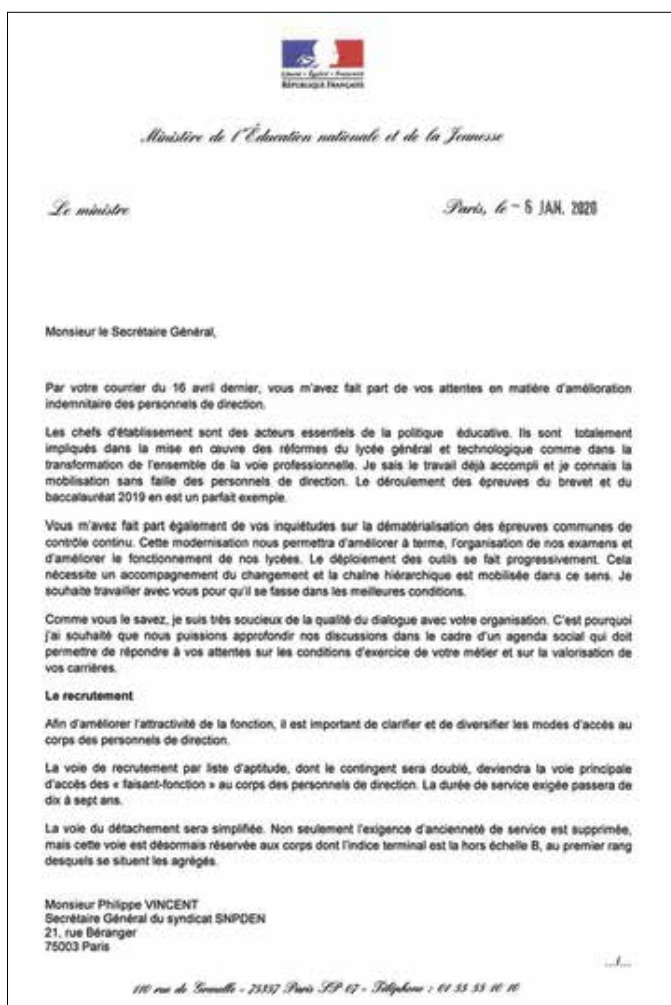 Liberté • Égalité • Fraternité
RÉPUBLIQUE FRANÇAISE
Ministère de l'Éducation nationale et de la Jeunesse
Le ministre
Paris, le - 6 JAN. 2020
Monsieur le Secrétaire Général,
Par votre courrier du 16 avril dernier, vous m'avez fait part de vos attentes en matière d'amélioration
indemnitaire des personnels de direction.
Les chefs d'établissement sont des acteurs essentiels de la politique éducative. Ils sont totalement
impliqués dans la mise en œuvre des réformes du lycée général et technologique comme dans la
transformation de l'ensemble de la voie professionnelle. Je sais le travail déjà accompli et je connais la
mobilisation sans faille des personnels de direction. Le déroulement des épreuves du brevet et du
baccalauréat 2019 en est un parfait exemple.
Vous m'avez fait part également de vos inquiétudes sur la dématérialisation des épreuves communes de
contrôle continu. Cette modernisation nous permettra d'améliorer à terme, l'organisation de nos examens et
d'améliorer le fonctionnement de nos lycées. Le déploiement des outils se fait progressivement. Cela
nécessite un accompagnement du changement et la chaîne hiérarchique est mobilisée dans ce sens. Je
souhaite travailler avec vous pour qu'il se fasse dans les meilleures conditions.
Comme vous le savez, je suis très soucieux de la qualité du dialogue avec votre organisation. C'est pourquoi
j'ai souhaité que nous puissions approfondir nos discussions dans le cadre d'un agenda social qui doit
permettre de répondre à vos attentes sur les conditions d'exercice de votre métier et sur la valorisation de
vos carrières.
Le recrutement
Afin d'améliorer l'attractivité de la fonction, il est important de clarifier et de diversifier les modes d'accès au
corps des personnels de direction.
La voie de recrutement par liste d'aptitude, dont le contingent sera doublé, deviendra la voie principale
d'accès des « faisant-fonction » au corps des personnels de direction. La durée de service exigée passera de
dix à sept ans.
La voie du détachement sera simplifiée. Non seulement l'exigence d'ancienneté de service est supprimée,
mais cette voie est désormais réservée aux corps dont l'indice terminal est la hors échelle B, au premier rang
desquels se situent les agrégés.
Monsieur Philippe VINCENT
Secrétaire Général du syndicat SNPDEN
21, rue Béranger
75003 Paris
.../...
110 rue de Grenelle - 75357 Paris SP 07 - Téléphone : 01 55 55 10 10